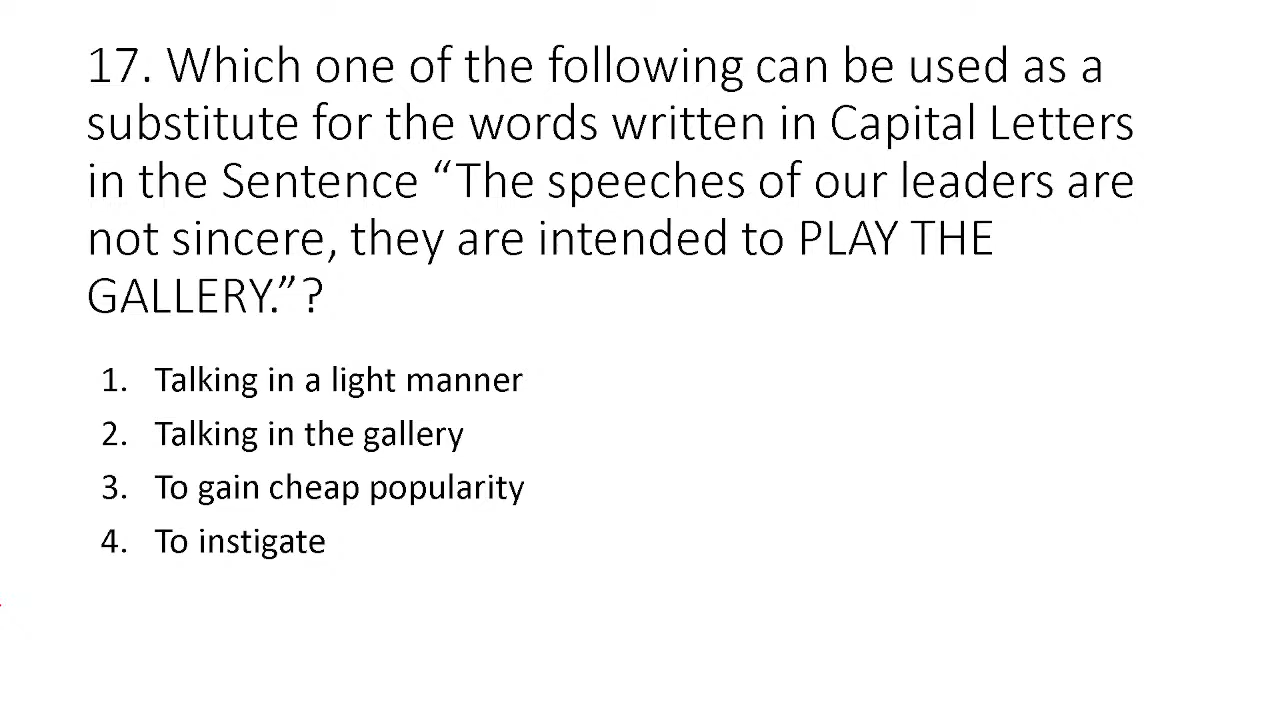 17. Which one of the following can be used as a
substitute for the words written in Capital Letters
in the Sentence “The speeches of our leaders are
not sincere, they are intended to PLAY THE
GALLERY.”?
1. Talking in a light manner
2. Talking in the gallery
3. To gain cheap popularity
4. To instigate